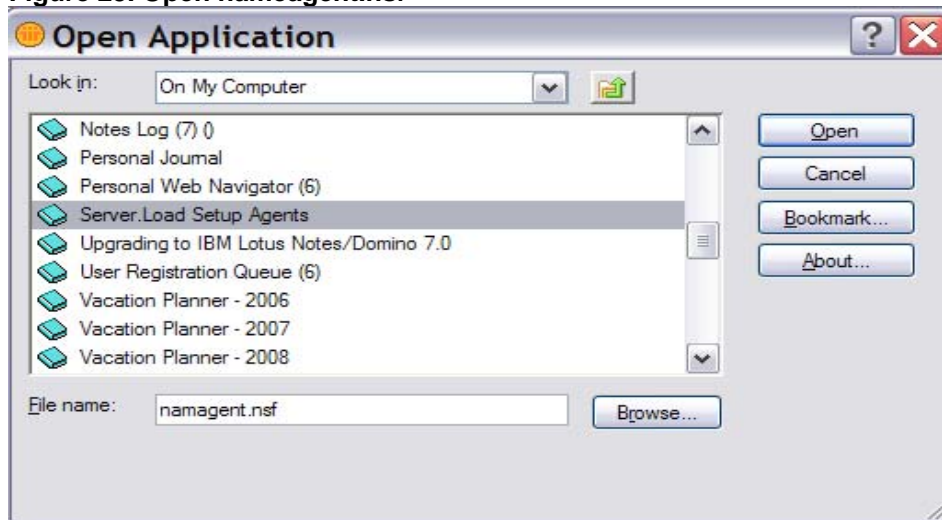 Figure Open
Open Application
Look in:
On My Computer
Notes Log (7) ()
Personal Journal
Personal Web Navigator (6)
Server.Load Setup Agents
Upgrading to IBM Lotus Notes/Domino 7.0
User Registration Queue (6)
Vacation Planner - 2006
Vacation Planner - 2007
Vacation Planner - 2008
Open
Cancel
Bookmark...
About...
File name:
namagent.nsf
Browse...